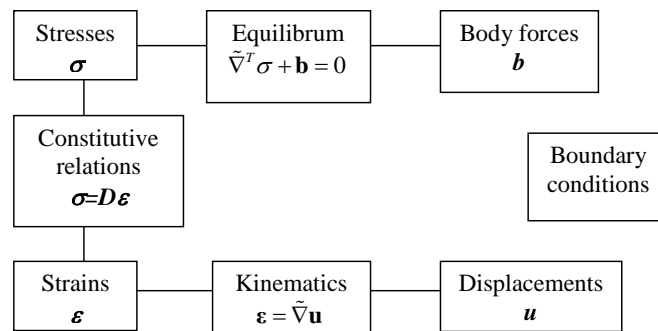 Stresses
σ
Equilibrum
∇̃ᵀσ + b = 0
Body forces
b
Constitutive
relations
σ=Dε
Boundary
conditions
Strains
ε
Kinematics
ε = ∇̃u
Displacements
u